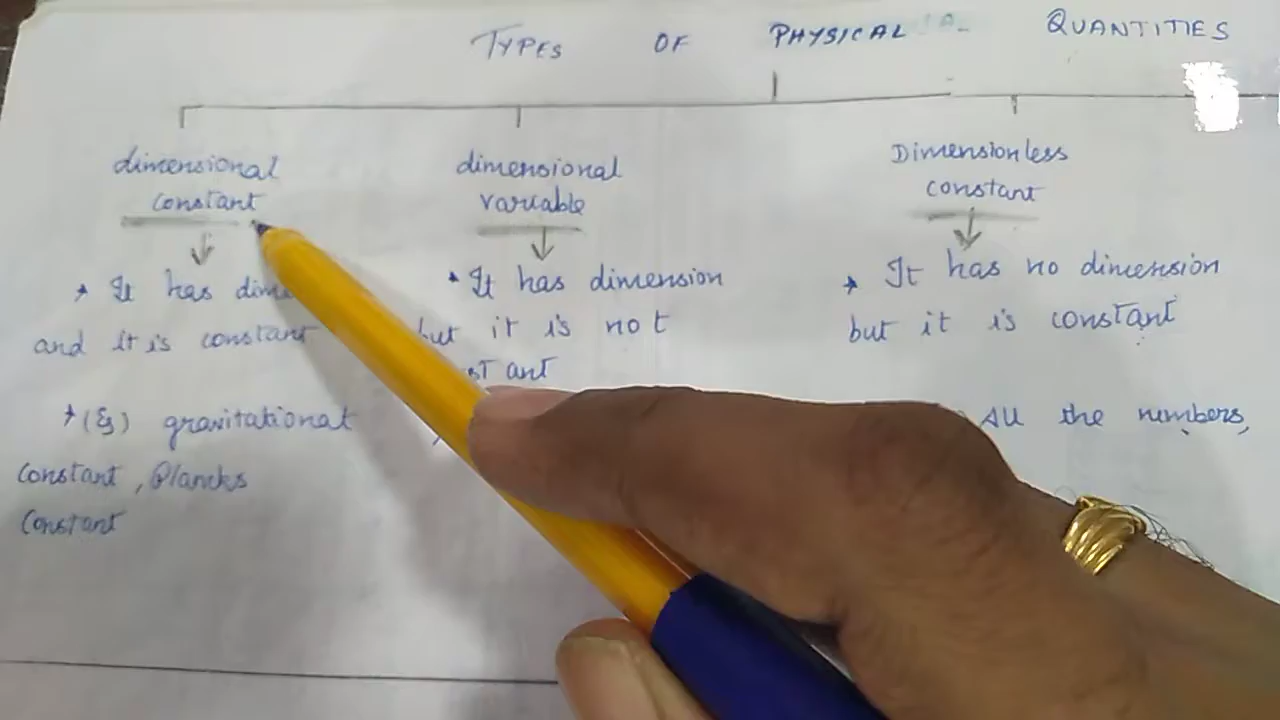 TYPES OF PHYSICAL QUANTITIES
dimensional
constant
* It has
and it is constant
* (Eg) gravitational
constant, Plancks
constant
dimensional
variable
* It has dimension
but it is not
Dimensionless
constant
* It has no dimension
but it is constant
All the numbers,